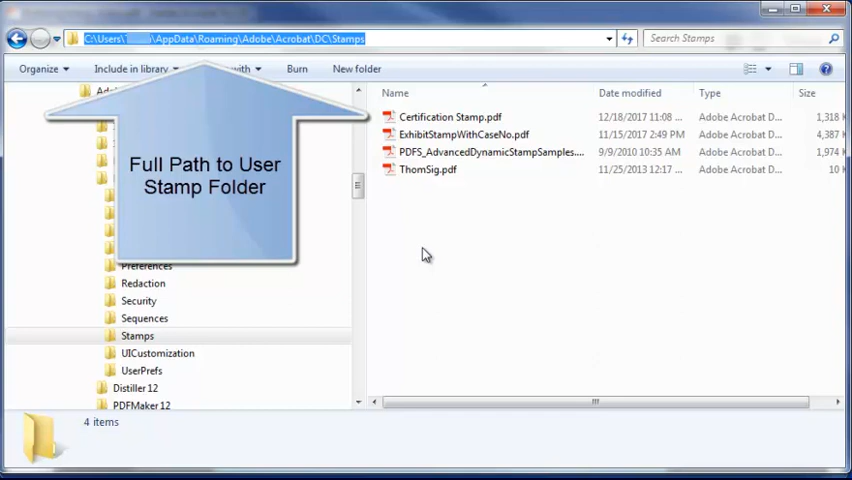 C:\Users\ \AppData\Roaming\Adobe\Acrobat\DC\Stamps
Search Stamps
Organize
Include in library
with
Burn
New folder
Name
Date modified
Type
Size
Certification Stamp.pdf
12/18/2017 11:08 ...
Adobe Acrobat D...
1,318 K
ExhibitStampWithCaseNo.pdf
11/15/2017 2:49 PM
Adobe Acrobat D...
4,387 K
PDFS_AdvancedDynamicStampSamples....
9/9/2010 10:35 AM
Adobe Acrobat D...
1,974 K
ThomSig.pdf
11/25/2013 12:17 ...
Adobe Acrobat D...
10 K
Full Path to User
Stamp Folder
Preferences
Redaction
Security
Sequences
Stamps
UICustomization
UserPrefs
Distiller 12
PDFMaker 12
4 items